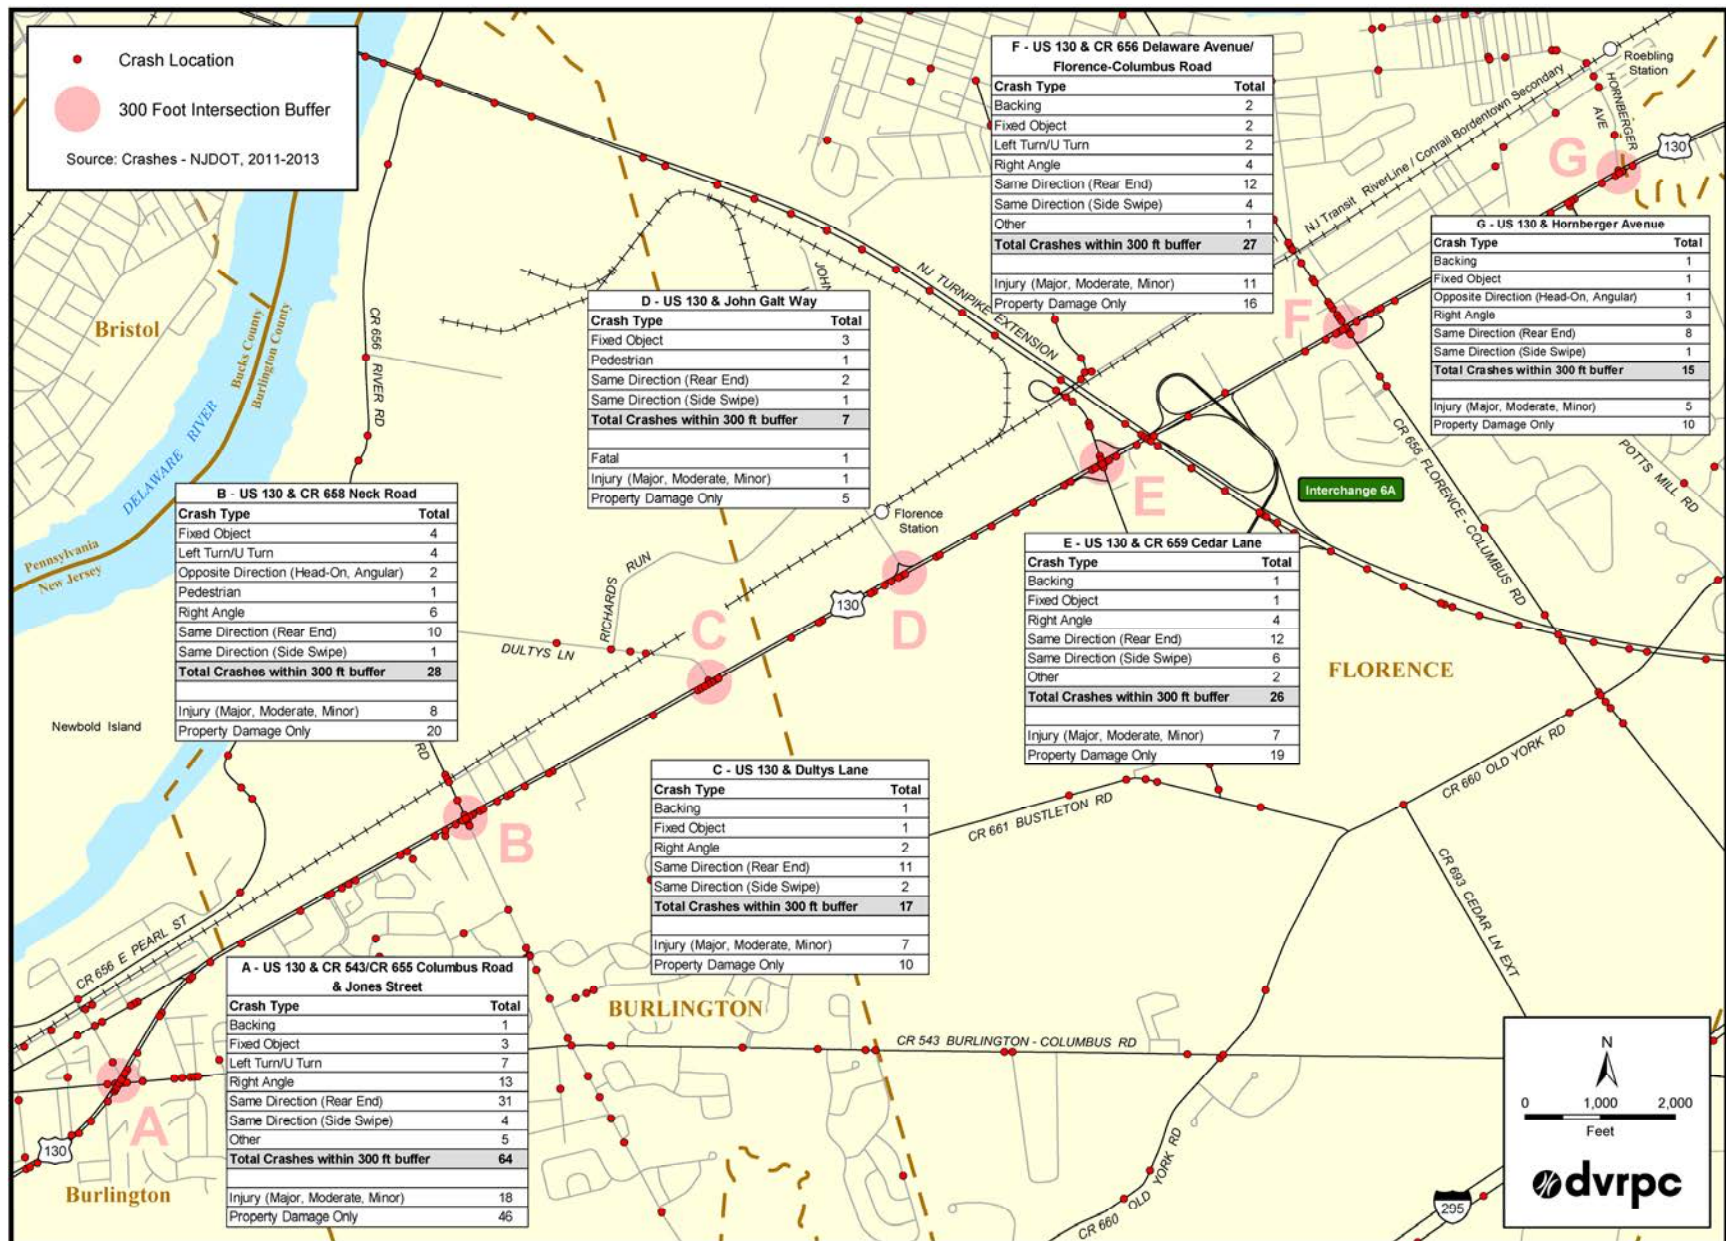 Crash Location
300 Foot Intersection Buffer
Source: Crashes - NJDOT, 2011-2013
F - US 130 & CR 656 Delaware Avenue/
Florence-Columbus Road
Crash Type Total
Backing 2
Fixed Object 2
Left Turn/U Turn 2
Right Angle 4
Same Direction (Rear End) 12
Same Direction (Side Swipe) 4
Other 1
Total Crashes within 300 ft buffer 27
Injury (Major, Moderate, Minor) 11
Property Damage Only 16
Roebling
Station
HORNBERGER
AVE
NJ Transit RiverLine / Conrail Bordentown Secondary
130
G
G - US 130 & Hornberger Avenue
Crash Type Total
Backing 1
Fixed Object 1
Opposite Direction (Head-On, Angular) 1
Right Angle 3
Same Direction (Rear End) 8
Same Direction (Side Swipe) 1
Total Crashes within 300 ft buffer 15
Injury (Major, Moderate, Minor) 5
Property Damage Only 10
F
Bristol
Bucks County
Burlington County
CR 656 RIVER RD
DELAWARE RIVER
Pennsylvania
New Jersey
JOHN
NJ TURNPIKE EXTENSION
D - US 130 & John Galt Way
Crash Type Total
Fixed Object 3
Pedestrian 1
Same Direction (Rear End) 2
Same Direction (Side Swipe) 1
Total Crashes within 300 ft buffer 7
Fatal 1
Injury (Major, Moderate, Minor) 1
Property Damage Only 5
CR 656 FLORENCE - COLUMBUS RD
POTTS MILL RD
E
Interchange 6A
Florence
Station
B - US 130 & CR 658 Neck Road
Crash Type Total
Fixed Object 4
Left Turn/U Turn 4
Opposite Direction (Head-On, Angular) 2
Pedestrian 1
Right Angle 6
Same Direction (Rear End) 10
Same Direction (Side Swipe) 1
Total Crashes within 300 ft buffer 28
Injury (Major, Moderate, Minor) 8
Property Damage Only 20
E - US 130 & CR 659 Cedar Lane
Crash Type Total
Backing 1
Fixed Object 1
Right Angle 4
Same Direction (Rear End) 12
Same Direction (Side Swipe) 6
Other 2
Total Crashes within 300 ft buffer 26
Injury (Major, Moderate, Minor) 7
Property Damage Only 19
RICHARDS RUN
DULTYS LN
C
130
D
FLORENCE
Newbold Island
RD
B
C - US 130 & Dultys Lane
Crash Type Total
Backing 1
Fixed Object 1
Right Angle 2
Same Direction (Rear End) 11
Same Direction (Side Swipe) 2
Total Crashes within 300 ft buffer 17
Injury (Major, Moderate, Minor) 7
Property Damage Only 10
CR 661 BUSTLETON RD
CR 660 OLD YORK RD
CR 693 CEDAR LN EXT
CR 656 E PEARL ST
A - US 130 & CR 543/CR 655 Columbus Road
& Jones Street
Crash Type Total
Backing 1
Fixed Object 3
Left Turn/U Turn 7
Right Angle 13
Same Direction (Rear End) 31
Same Direction (Side Swipe) 4
Other 5
Total Crashes within 300 ft buffer 64
Injury (Major, Moderate, Minor) 18
Property Damage Only 46
BURLINGTON
CR 543 BURLINGTON - COLUMBUS RD
A
130
Burlington
CR 660 OLD YORK RD
295
N
0 1,000 2,000
Feet
dvrpc